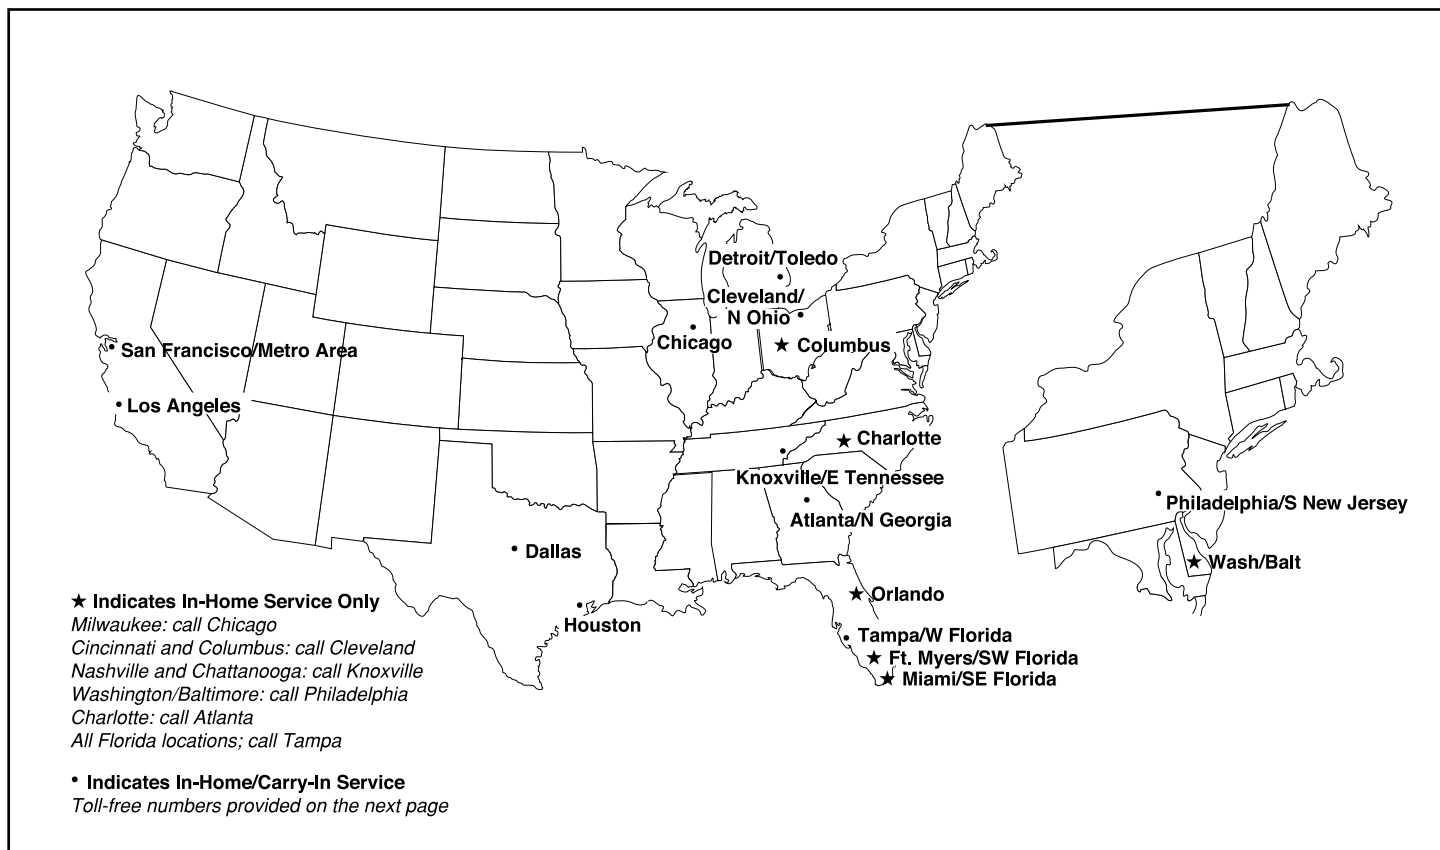 Detroit/Toledo
Cleveland/
N Ohio
Chicago
★ Columbus
San Francisco/Metro Area
Los Angeles
★ Charlotte
Knoxville/E Tennessee
Atlanta/N Georgia
Philadelphia/S New Jersey
• Dallas
★ Wash/Balt
★ Orlando
Houston
Tampa/W Florida
★ Ft. Myers/SW Florida
★ Miami/SE Florida
★ Indicates In-Home Service Only
Milwaukee: call Chicago
Cincinnati and Columbus: call Cleveland
Nashville and Chattanooga: call Knoxville
Washington/Baltimore: call Philadelphia
Charlotte: call Atlanta
All Florida locations; call Tampa
• Indicates In-Home/Carry-In Service
Toll-free numbers provided on the next page